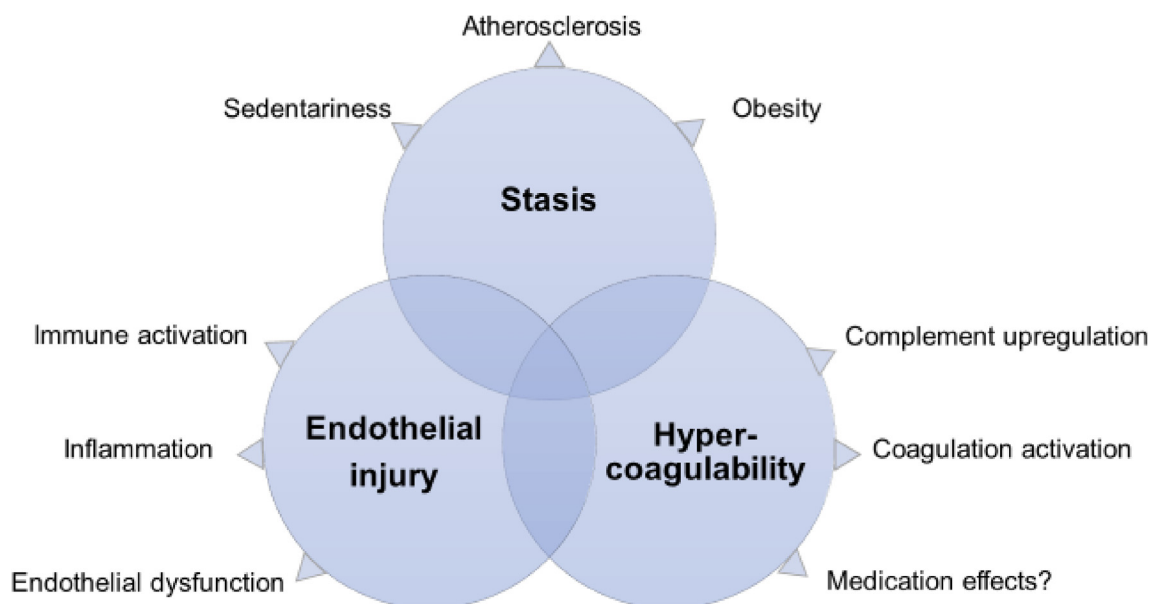 Atherosclerosis
Sedentariness
Obesity
Stasis
Immune activation
Complement upregulation
Endothelial
injury
Hyper-
coagulability
Inflammation
Coagulation activation
Endothelial dysfunction
Medication effects?